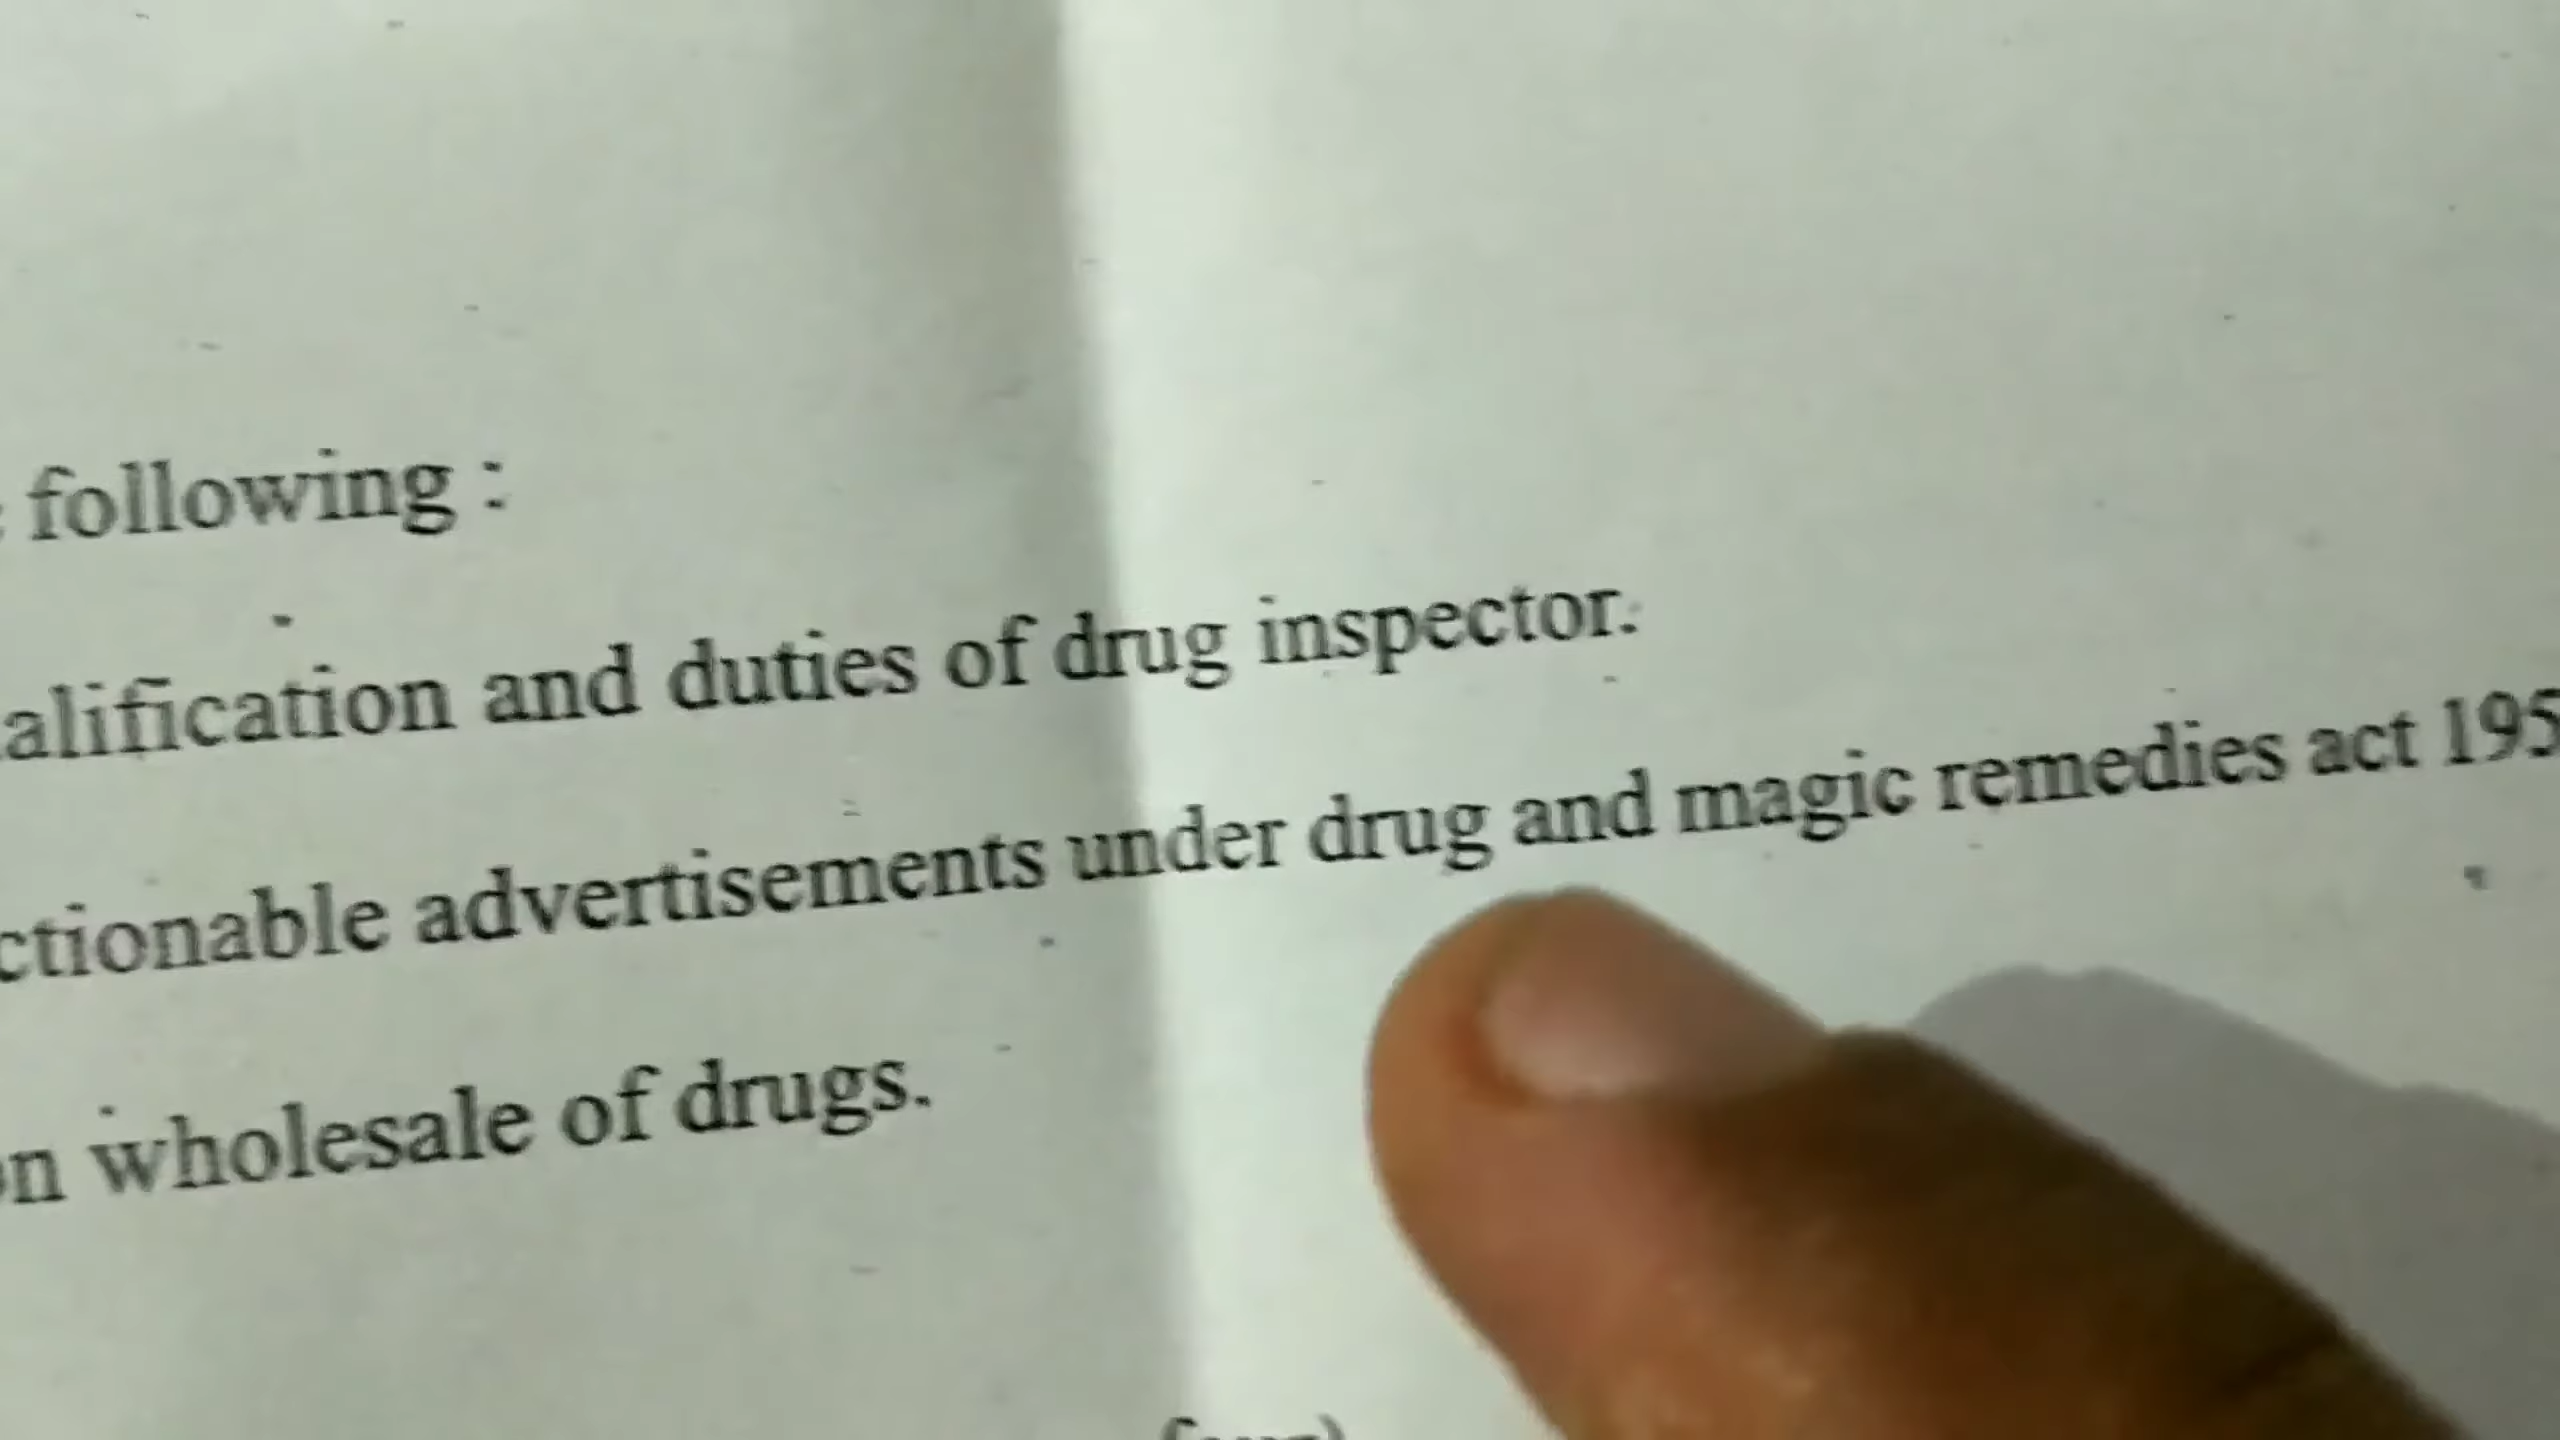 following :
alification and duties of drug inspector.
ctionable advertisements under drug and magic remedies act 195
on wholesale of drugs.